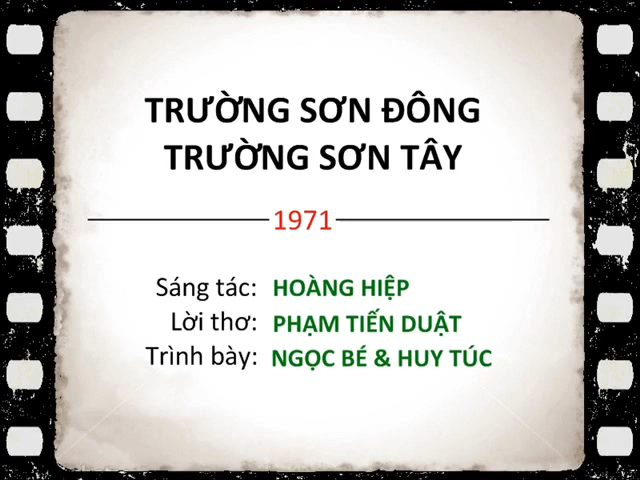 TRƯỜNG SƠN ĐÔNG
TRƯỜNG SƠN TÂY
1971
Sáng tác: HOÀNG HIỆP
Lời thơ: PHẠM TIẾN DUẬT
Trình bày: NGỌC BÉ & HUY TÚC